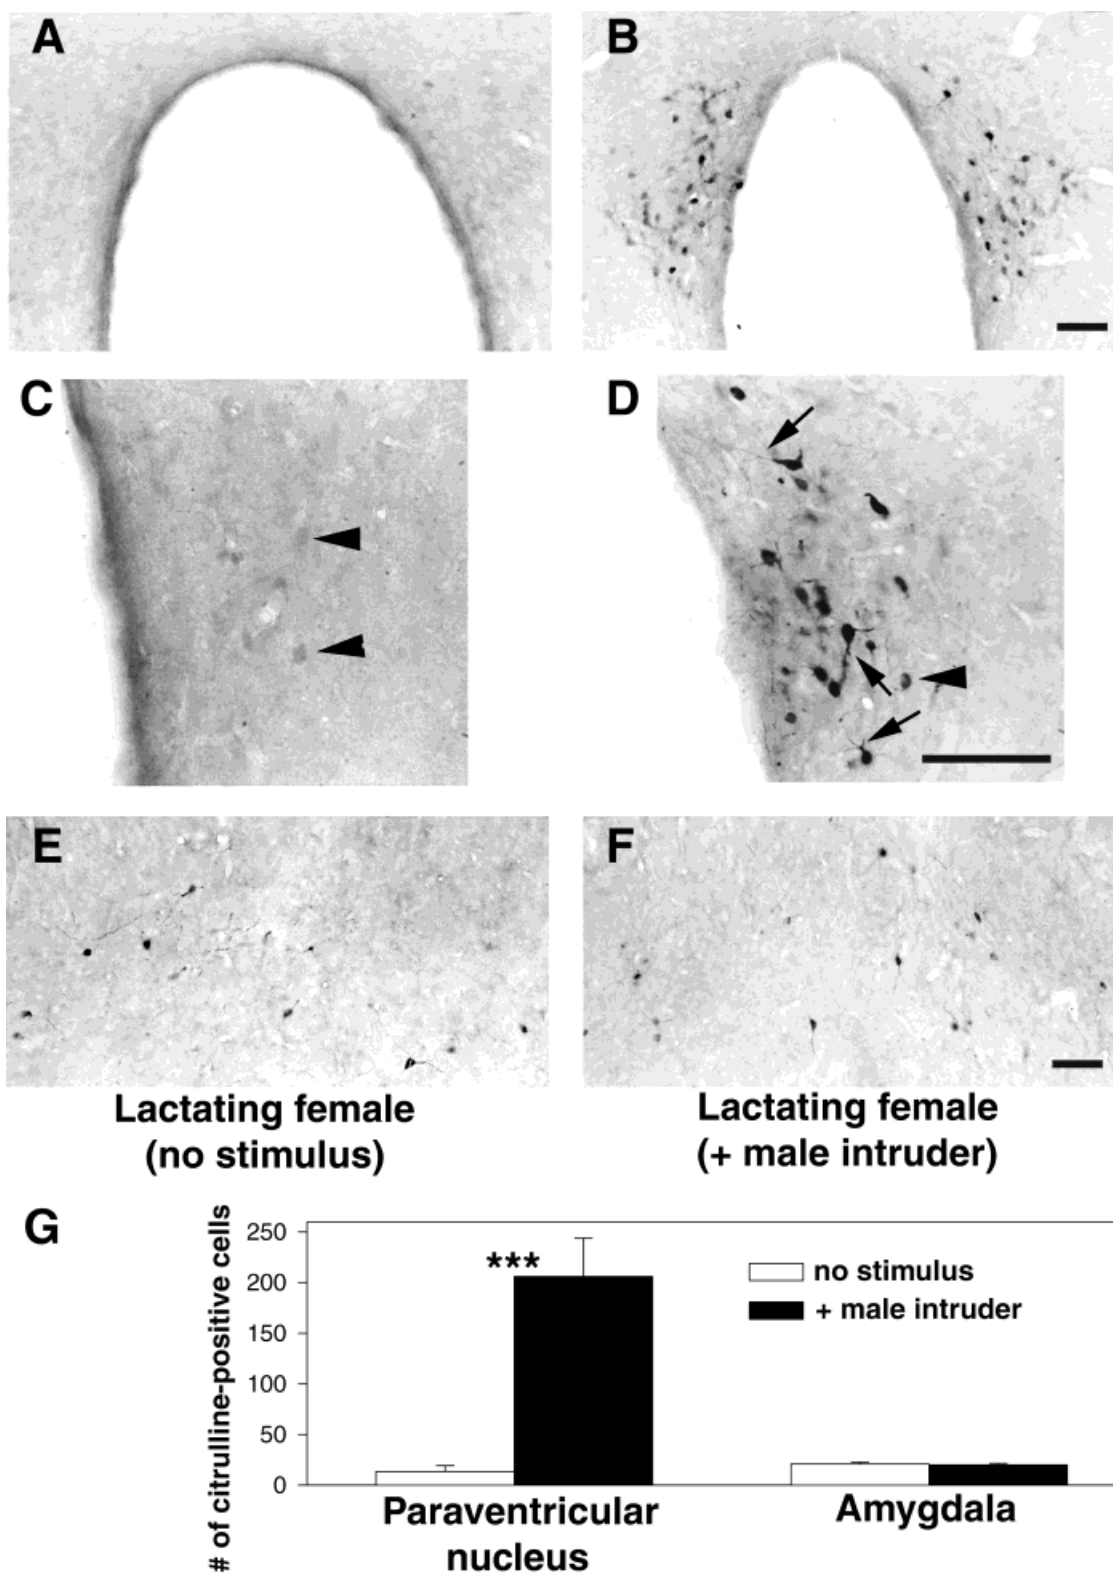 A
B
C
D
E
F
Lactating female
(no stimulus)
Lactating female
(+ male intruder)
G
# of citrulline-positive cells
250
200
150
100
50
0
***
no stimulus
+ male intruder
Paraventricular
nucleus
Amygdala